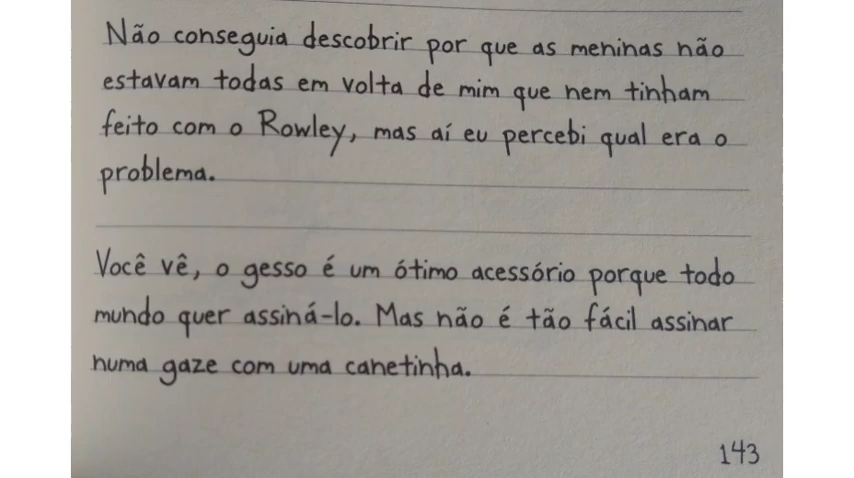 Não conseguia descobrir por que as meninas não
estavam todas em volta de mim que nem tinham
feito com o Rowley, mas aí eu percebi qual era o
problema.
Você vê, o gesso é um ótimo acessório porque todo
mundo quer assiná-lo. Mas não é tão fácil assinar
numa gaze com uma canetinha.
143